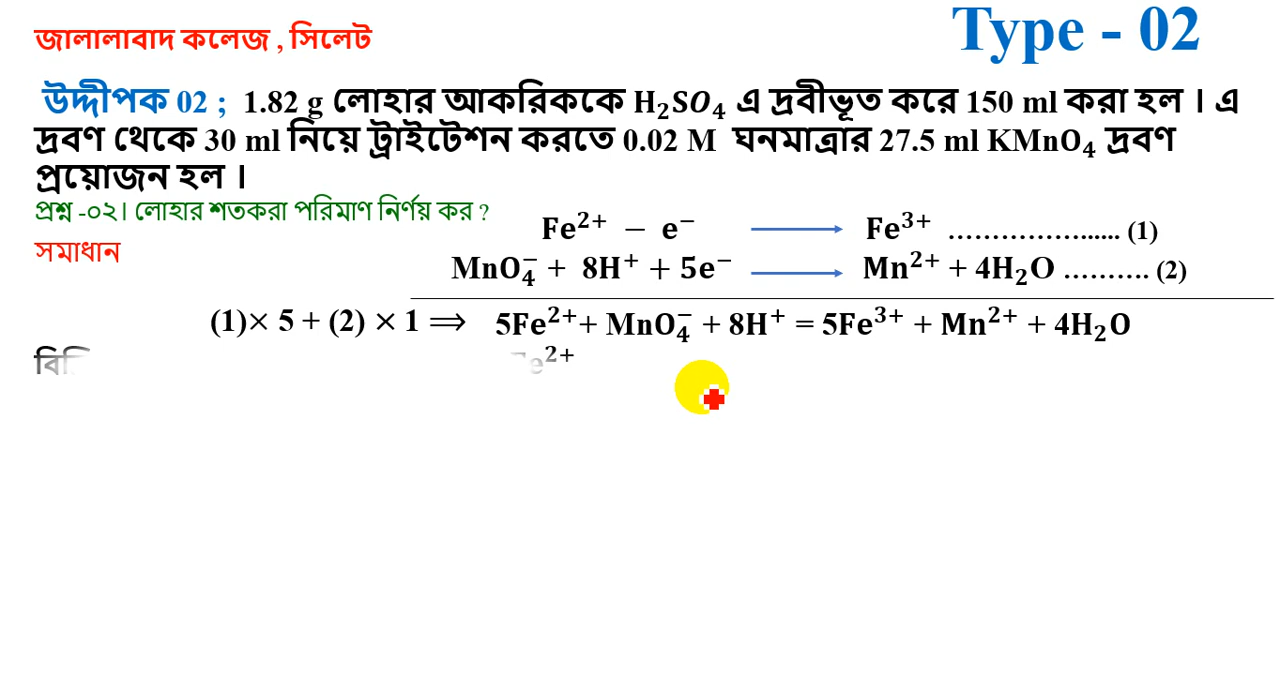 জালালাবাদ কলেজ , সিলেট
Type - 02
উদ্দীপক 02 ; 1.82 g লোহার আকরিককে H₂SO₄ এ দ্রবীভূত করে 150 ml করা হল । এ
দ্রবণ থেকে 30 ml নিয়ে ট্রাইটেশন করতে 0.02 M ঘনমাত্রার 27.5 ml KMnO₄ দ্রবণ
প্রয়োজন হল ।
প্রশ্ন -০২। লোহার শতকরা পরিমাণ নির্ণয় কর ?
Fe²⁺ − e⁻ ⟶ Fe³⁺ ...................... (1)
সমাধান
MnO₄⁻ + 8H⁺ + 5e⁻ ⟶ Mn²⁺ + 4H₂O .......... (2)
(1)× 5 + (2) × 1 ⟹ 5Fe²⁺+ MnO₄⁻ + 8H⁺ = 5Fe³⁺ + Mn²⁺ + 4H₂O
Fe²⁺